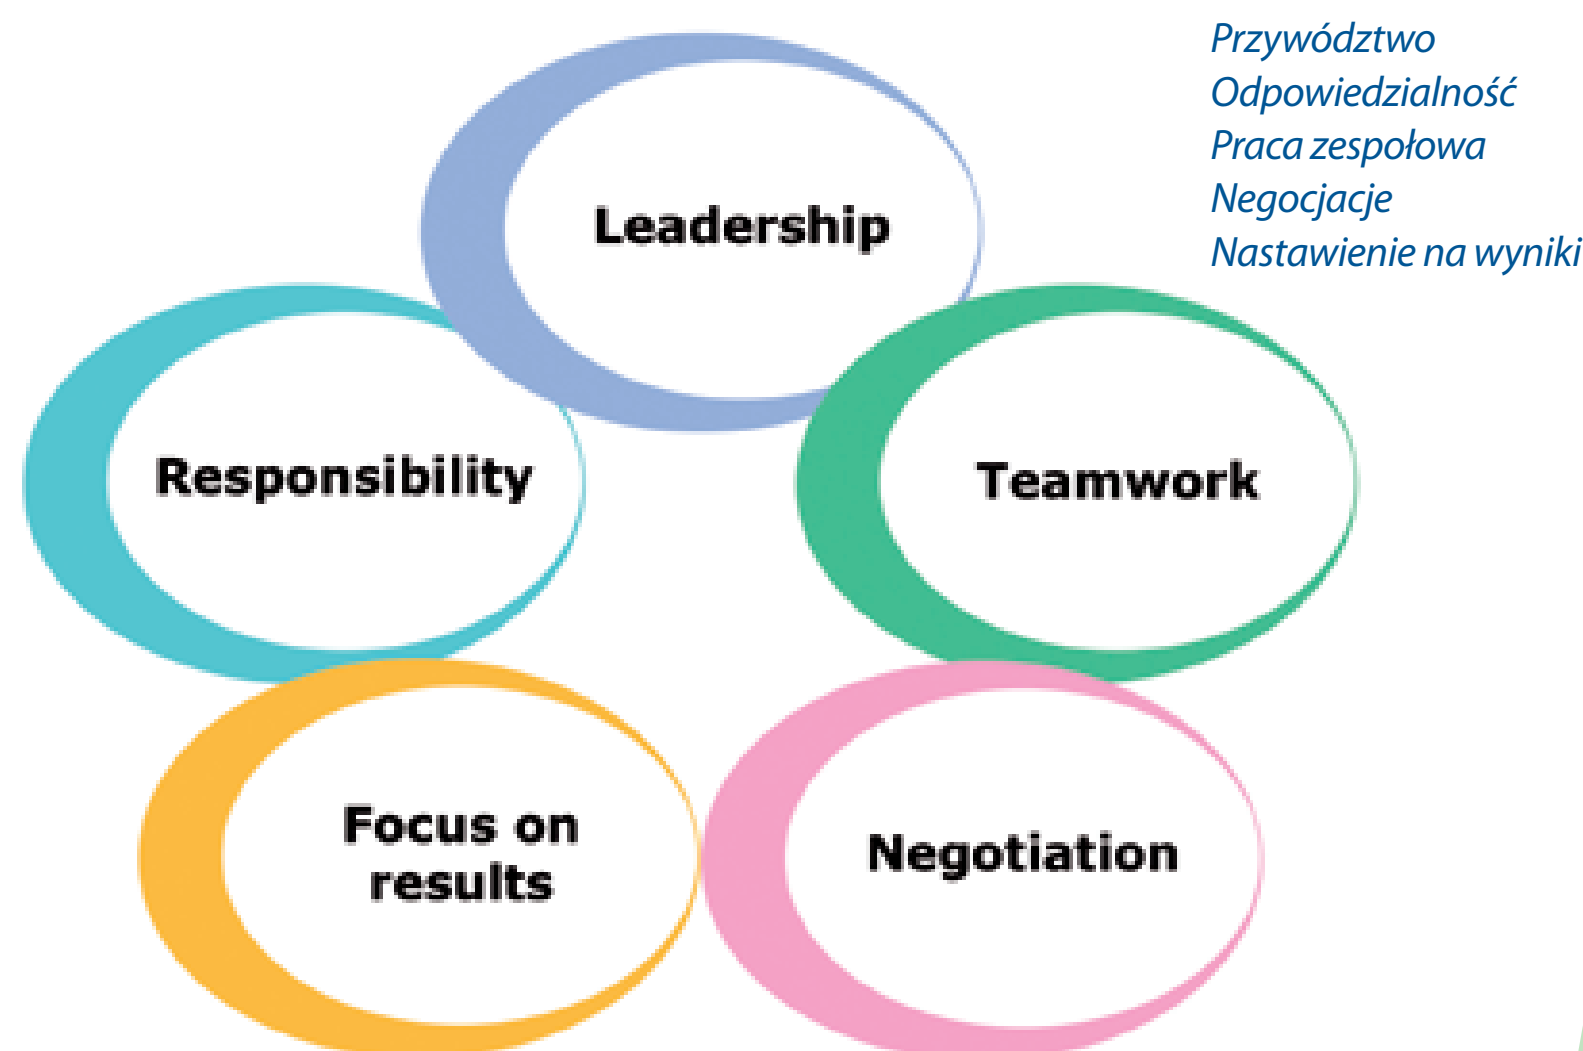 Przywództwo
Odpowiedzialność
Praca zespołowa
Negocjacje
Nastawienie na wyniki
Leadership
Responsibility
Teamwork
Focus on
results
Negotiation